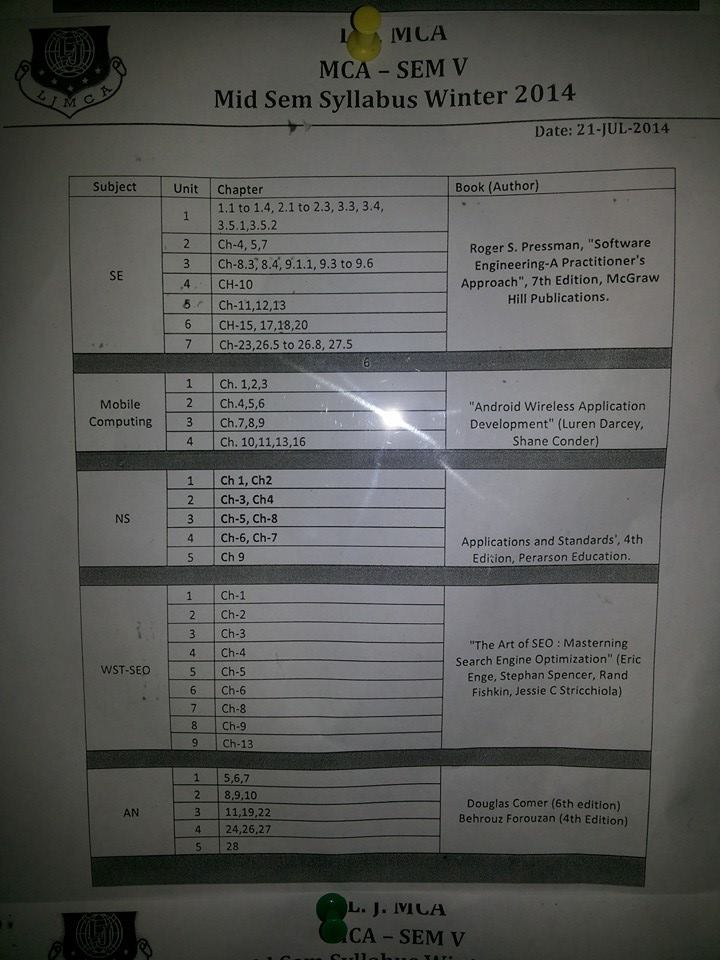 L. J. MCA
LJMCA
MCA – SEM V
Mid Sem Syllabus Winter 2014
Date: 21-JUL-2014
Subject Unit Chapter Book (Author)
SE
1 1.1 to 1.4, 2.1 to 2.3, 3.3, 3.4,
3.5.1,3.5.2
2 Ch-4, 5,7
3 Ch-8.3, 8.4, 9.1.1, 9.3 to 9.6
4 CH-10
5 Ch-11,12,13
6 CH-15, 17,18,20
7 Ch-23,26.5 to 26.8, 27.5
Roger S. Pressman, "Software
Engineering-A Practitioner's
Approach", 7th Edition, McGraw
Hill Publications.
6
Mobile
Computing
1 Ch. 1,2,3
2 Ch.4,5,6
3 Ch.7,8,9
4 Ch. 10,11,13,16
"Android Wireless Application
Development" (Luren Darcey,
Shane Conder)
NS
1 Ch 1, Ch2
2 Ch-3, Ch4
3 Ch-5, Ch-8
4 Ch-6, Ch-7
5 Ch 9
Applications and Standards', 4th
Edition, Perarson Education.
WST-SEO
1 Ch-1
2 Ch-2
3 Ch-3
4 Ch-4
5 Ch-5
6 Ch-6
7 Ch-8
8 Ch-9
9 Ch-13
"The Art of SEO : Masterning
Search Engine Optimization" (Eric
Enge, Stephan Spencer, Rand
Fishkin, Jessie C Stricchiola)
AN
1 5,6,7
2 8,9,10
3 11,19,22
4 24,26,27
5 28
Douglas Comer (6th edition)
Behrouz Forouzan (4th Edition)
L. J. MCA
MCA – SEM V